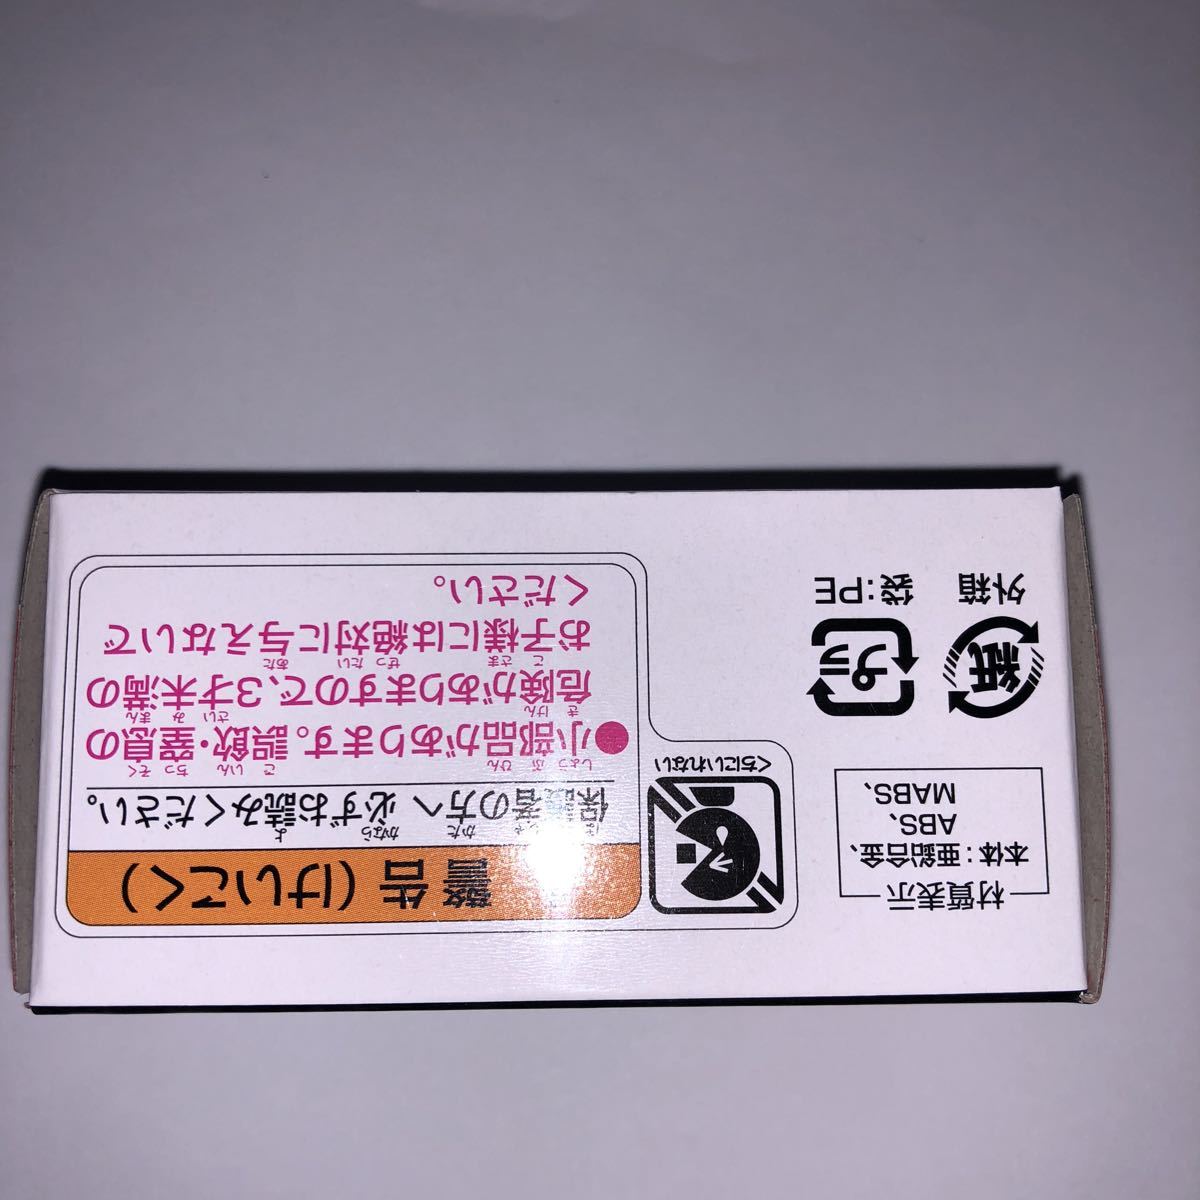 材質表示
本体：亜鉛合金、
ABS、
MABS、
紙
プラ
外箱
袋：PE
くちにいれない
警告（けいこく）
保護者の方へ 必ずお読みください。
●小部品があります。誤飲・窒息の
危険がありますので、3才未満の
お子様には絶対に与えないで
ください。